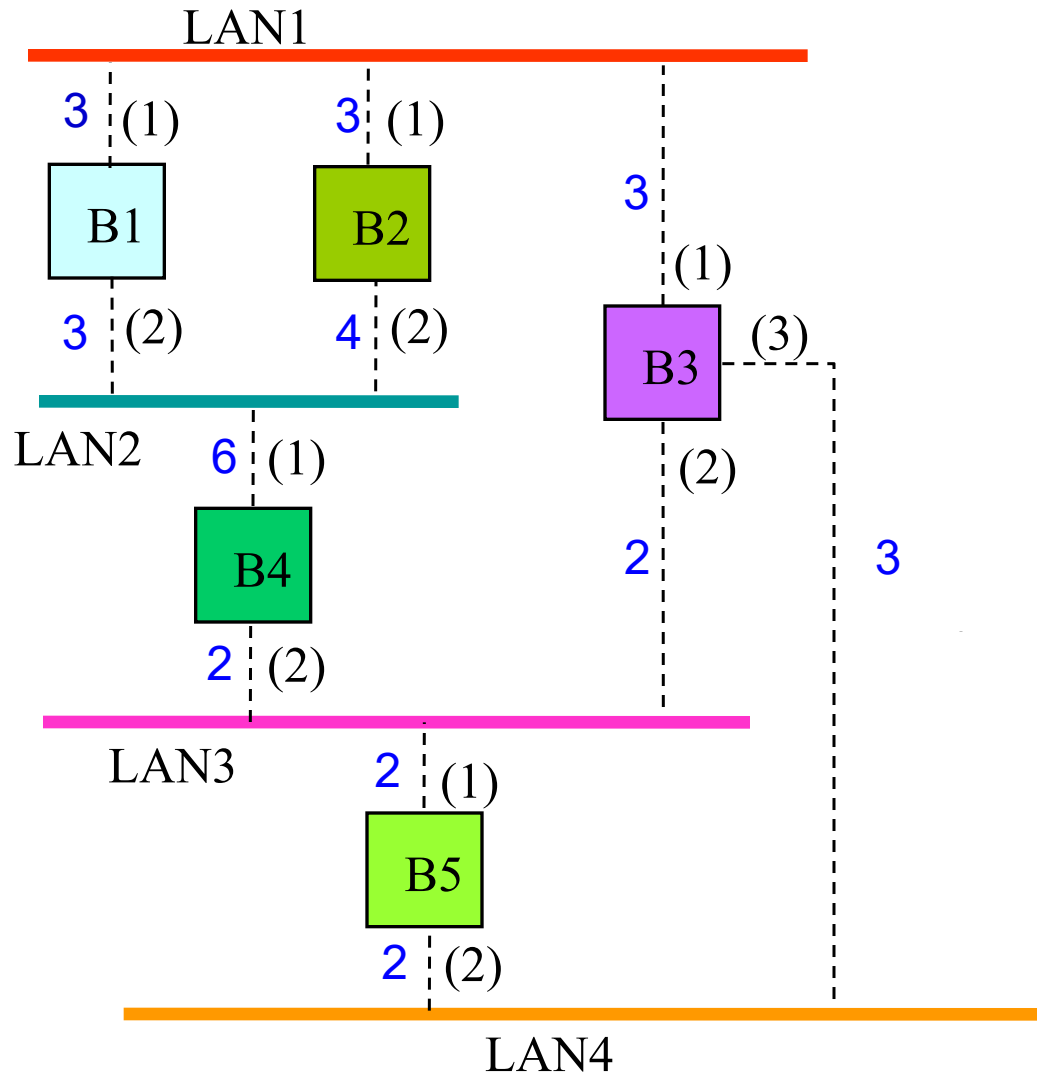 LAN1
3 (1) 3 (1)
3
B1 B2
(1)
3 (2) 4 (2) (3)
B3
LAN2 6 (1) (2)
2 3
B4
2 (2)
LAN3 2 (1)
B5
2 (2)
LAN4